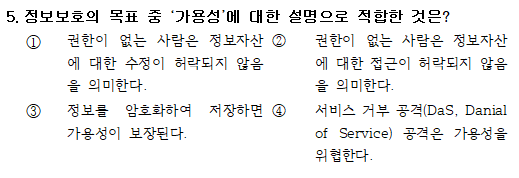 5. 정보보호의 목표 중 '가용성'에 대한 설명으로 적합한 것은?
① 권한이 없는 사람은 정보자산
에 대한 수정이 허락되지 않음
을 의미한다.
② 권한이 없는 사람은 정보자산
에 대한 접근이 허락되지 않음
을 의미한다.
③ 정보를 암호화하여 저장하면
가용성이 보장된다.
④ 서비스 거부 공격(DaS, Danial
of Service) 공격은 가용성을
위협한다.